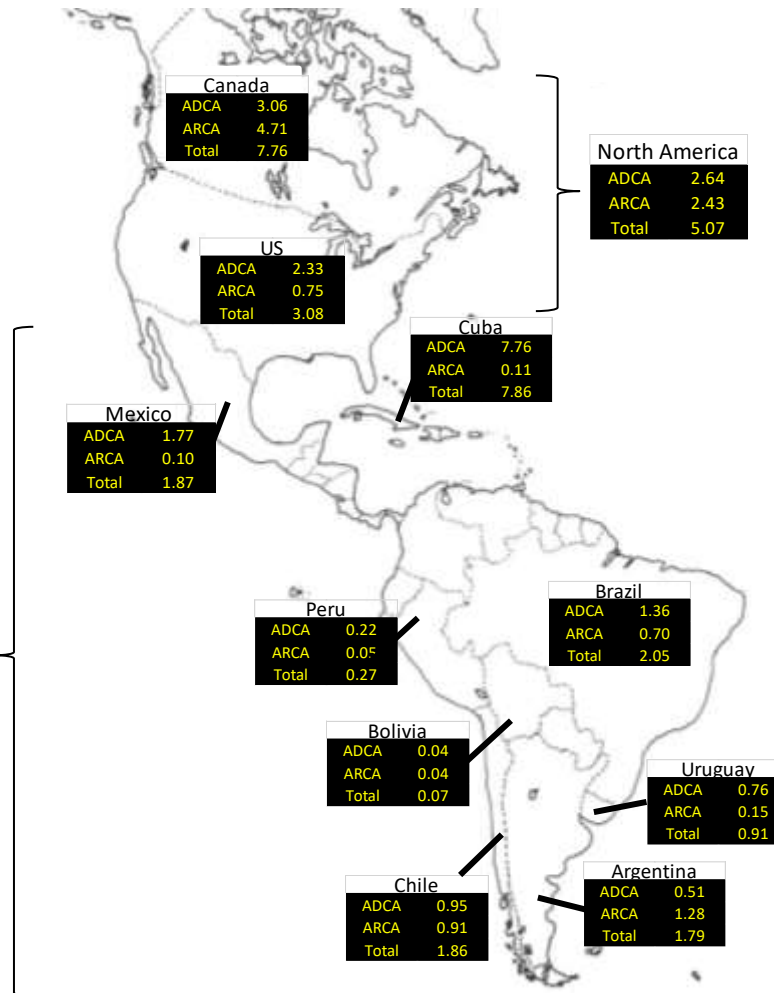 Canada
ADCA 3.06
ARCA 4.71
Total 7.76
North America
ADCA 2.64
ARCA 2.43
Total 5.07
US
ADCA 2.33
ARCA 0.75
Total 3.08
Cuba
ADCA 7.76
ARCA 0.11
Total 7.86
Mexico
ADCA 1.77
ARCA 0.10
Total 1.87
Peru
ADCA 0.22
ARCA 0.05
Total 0.27
Brazil
ADCA 1.36
ARCA 0.70
Total 2.05
Bolivia
ADCA 0.04
ARCA 0.04
Total 0.07
Uruguay
ADCA 0.76
ARCA 0.15
Total 0.91
Chile
ADCA 0.95
ARCA 0.91
Total 1.86
Argentina
ADCA 0.51
ARCA 1.28
Total 1.79